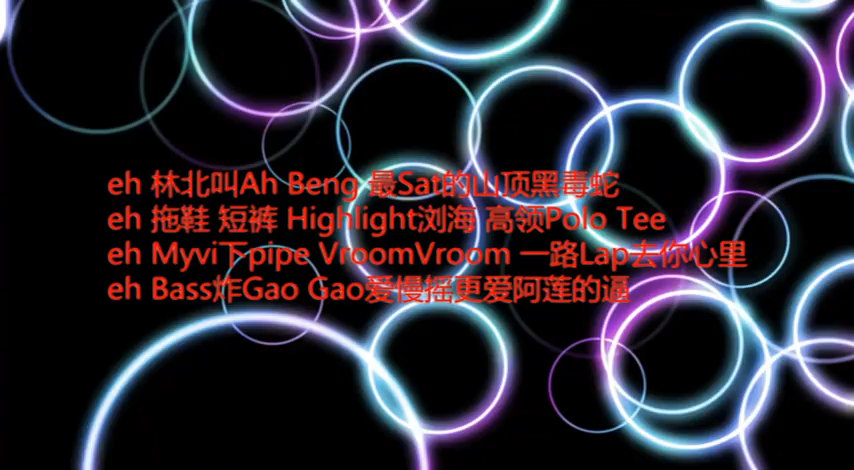 eh 林北叫Ah Beng 最Sat的山顶黑毒蛇
eh 拖鞋 短裤 Highlight浏海 高领Polo Tee
eh Myvi下pipe VroomVroom 一路Lap去你心里
eh Bass炸Gao Gao爱慢摇更爱阿莲的逼